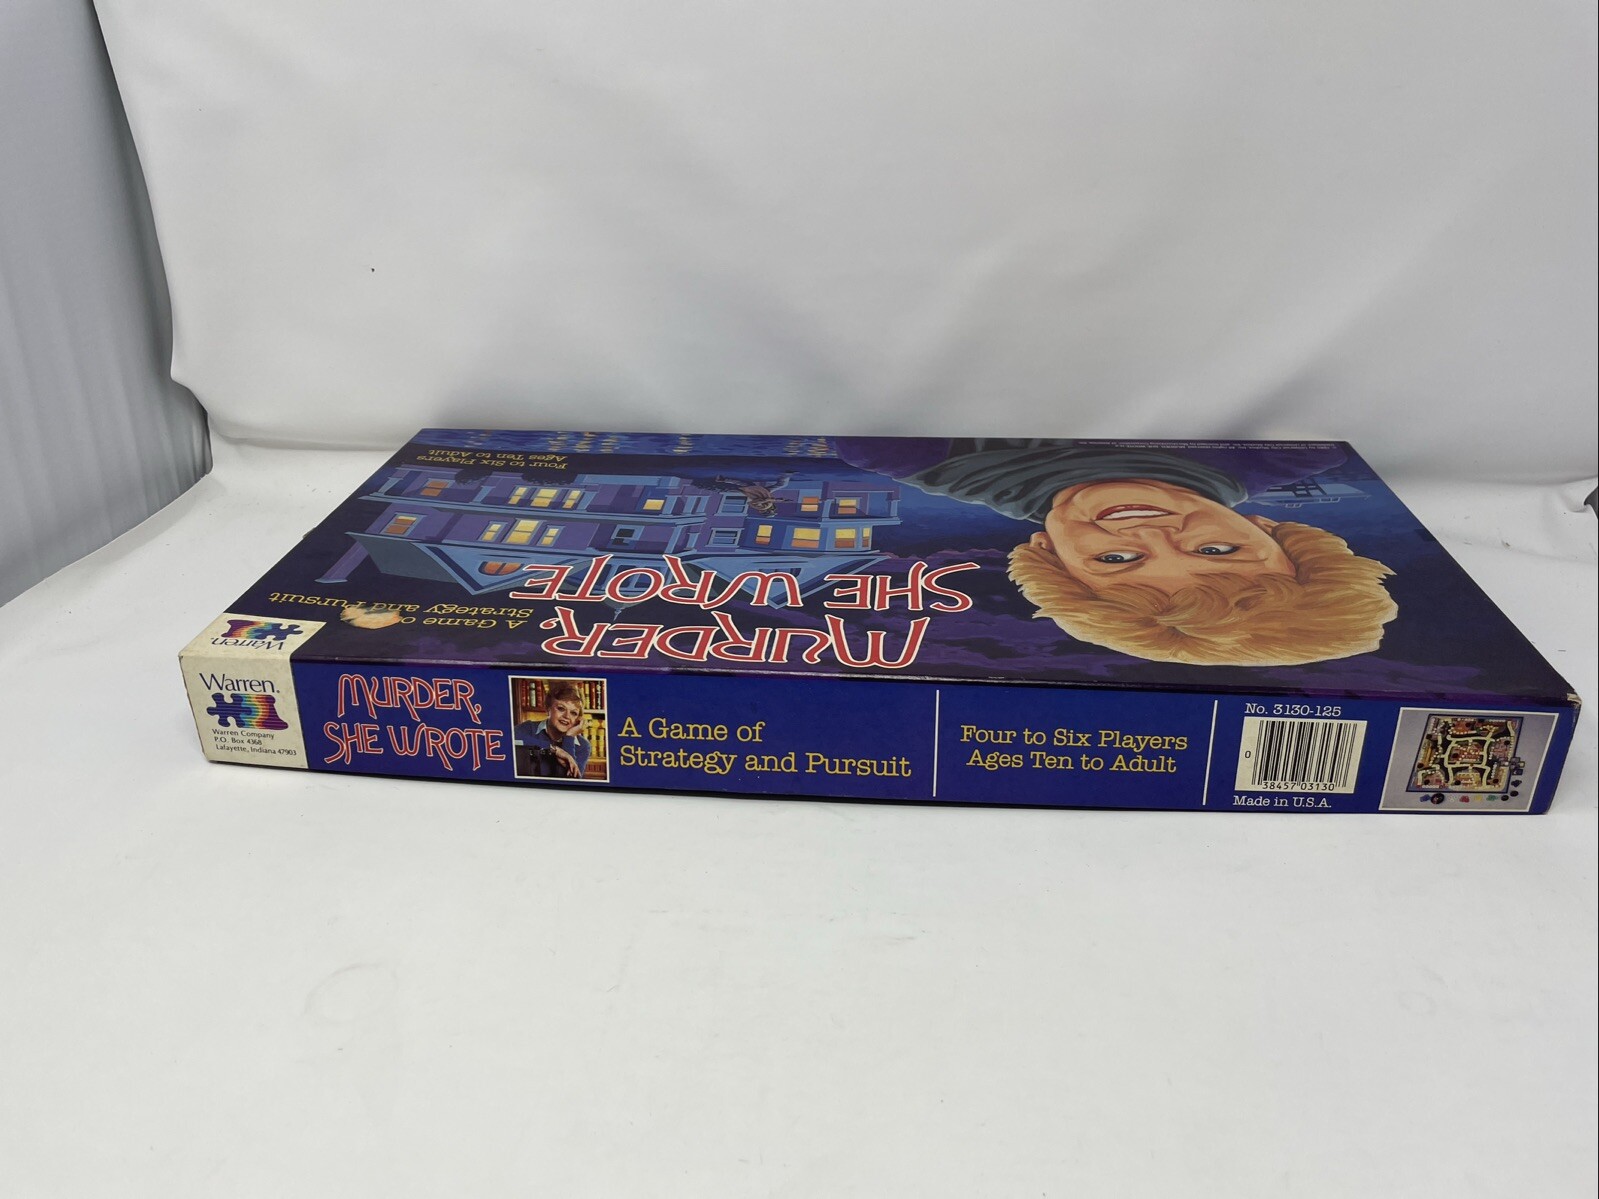 Four to Six Players
Ages Ten to Adult
MURDER,
SHE WROTE
A Game of
Strategy and Pursuit
Warren.
Warren.
Warren Company
P.O. Box 4368
Lafayette, Indiana 47903
MURDER,
SHE WROTE
A Game of
Strategy and Pursuit
Four to Six Players
Ages Ten to Adult
No. 3130-125
0 38457 03130
Made in U.S.A.